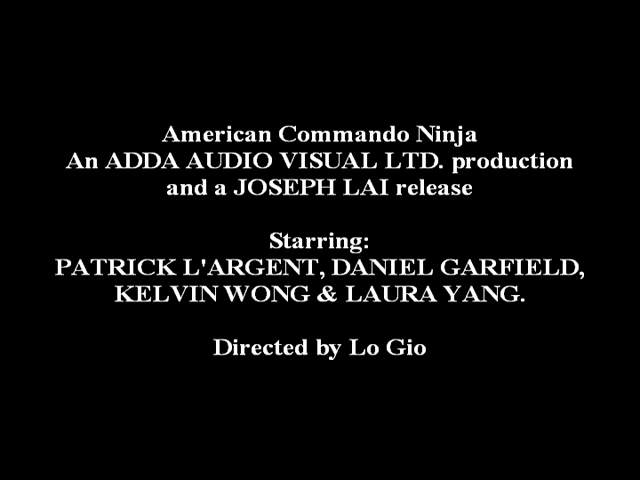 American Commando Ninja
An ADDA AUDIO VISUAL LTD. production
and a JOSEPH LAI release
Starring:
PATRICK L'ARGENT, DANIEL GARFIELD,
KELVIN WONG & LAURA YANG.
Directed by Lo Gio